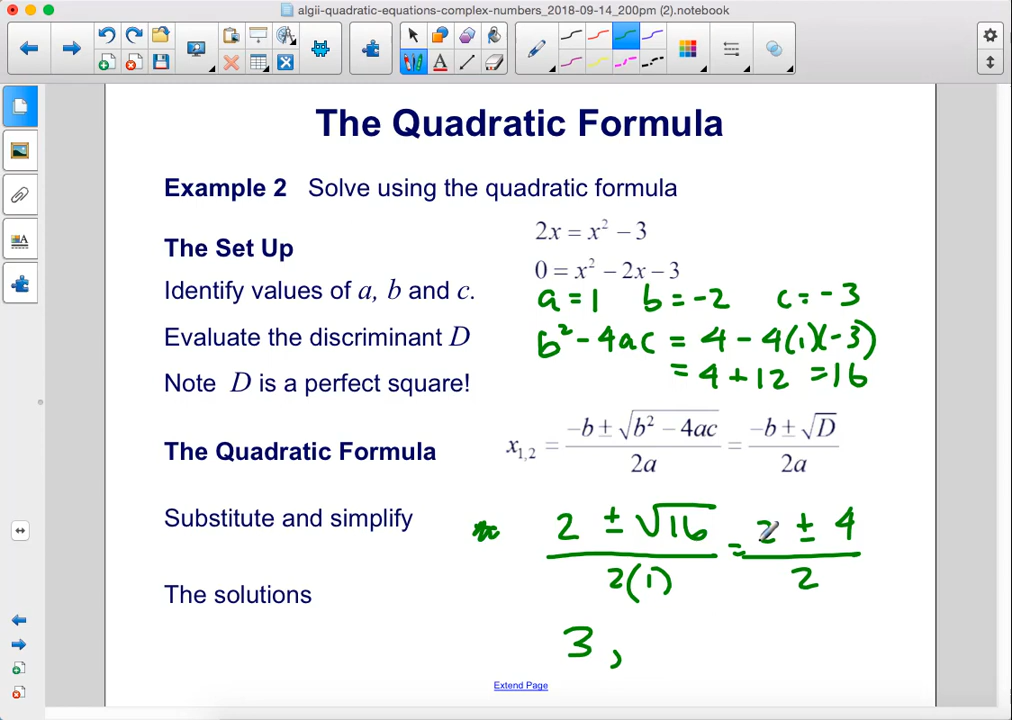 algii-quadratic-equations-complex-numbers_2018-09-14_200pm (2).notebook
The Quadratic Formula
Example 2 Solve using the quadratic formula
2x = x² − 3
The Set Up
0 = x² − 2x − 3
Identify values of a, b and c.
a = 1 b = -2 c = -3
Evaluate the discriminant D
b² - 4ac = 4 - 4(1)(-3)
= 4 + 12 = 16
Note D is a perfect square!
The Quadratic Formula
x₁,₂ = (−b ± √(b² − 4ac))/(2a) = (−b ± √D)/(2a)
Substitute and simplify
(2 ± √16)/(2(1)) = (2 ± 4)/2
The solutions
3 ,
Extend Page